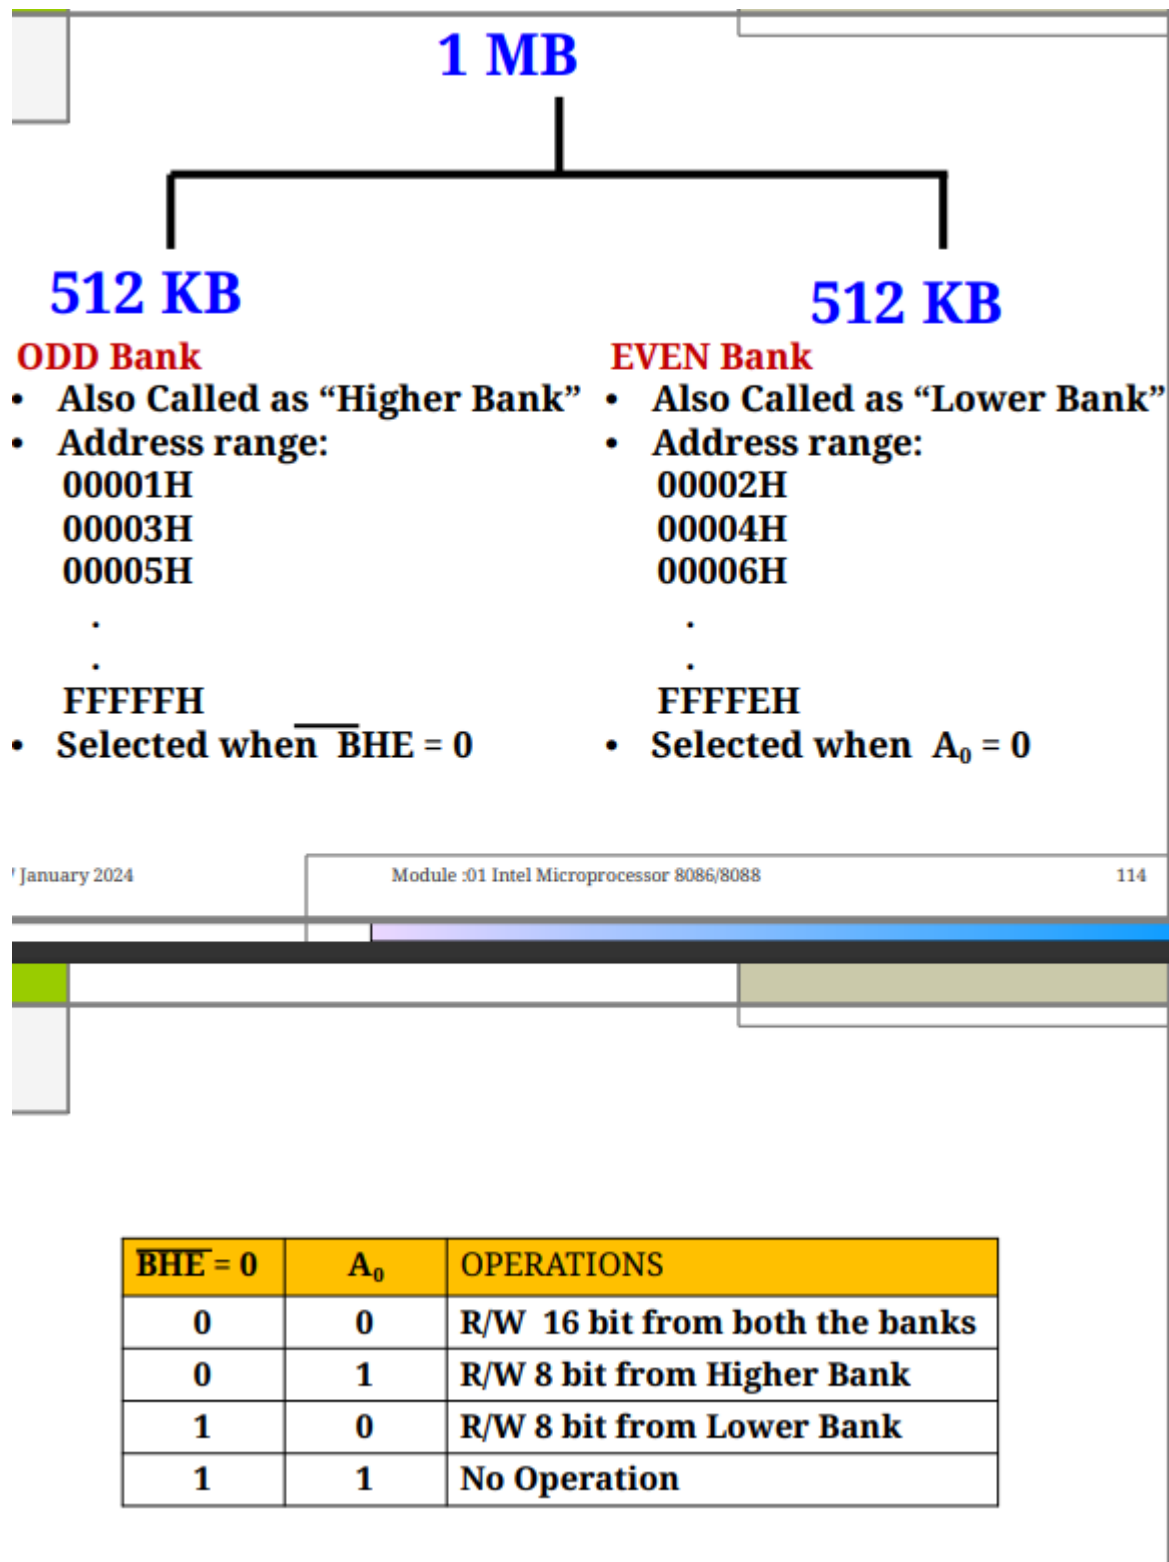 1 MB
512 KB
ODD Bank
• Also Called as “Higher Bank”
• Address range:
00001H
00003H
00005H
.
.
FFFFFH
• Selected when BHE = 0
512 KB
EVEN Bank
• Also Called as “Lower Bank”
• Address range:
00002H
00004H
00006H
.
.
FFFFEH
• Selected when A₀ = 0
January 2024
Module :01 Intel Microprocessor 8086/8088
114
BHE = 0 A₀ OPERATIONS
0 0 R/W 16 bit from both the banks
0 1 R/W 8 bit from Higher Bank
1 0 R/W 8 bit from Lower Bank
1 1 No Operation